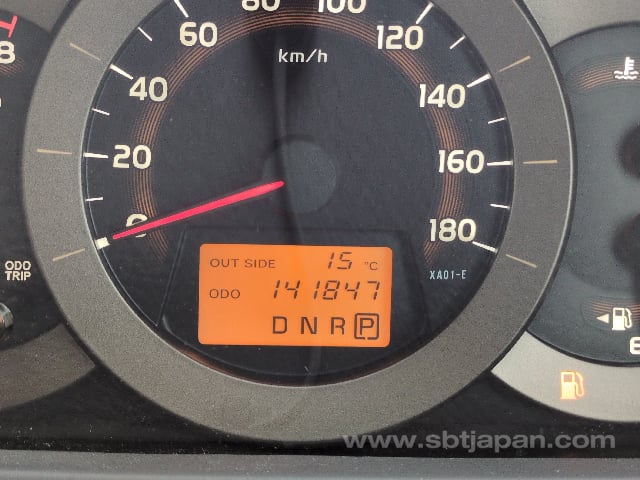 80 100
60 120
km/h
8
40 140
20 160
0 180
OUT SIDE 15 °C
XA01-E
ODO
TRIP
ODO 141847
D N R P
E
www.sbtjapan.com